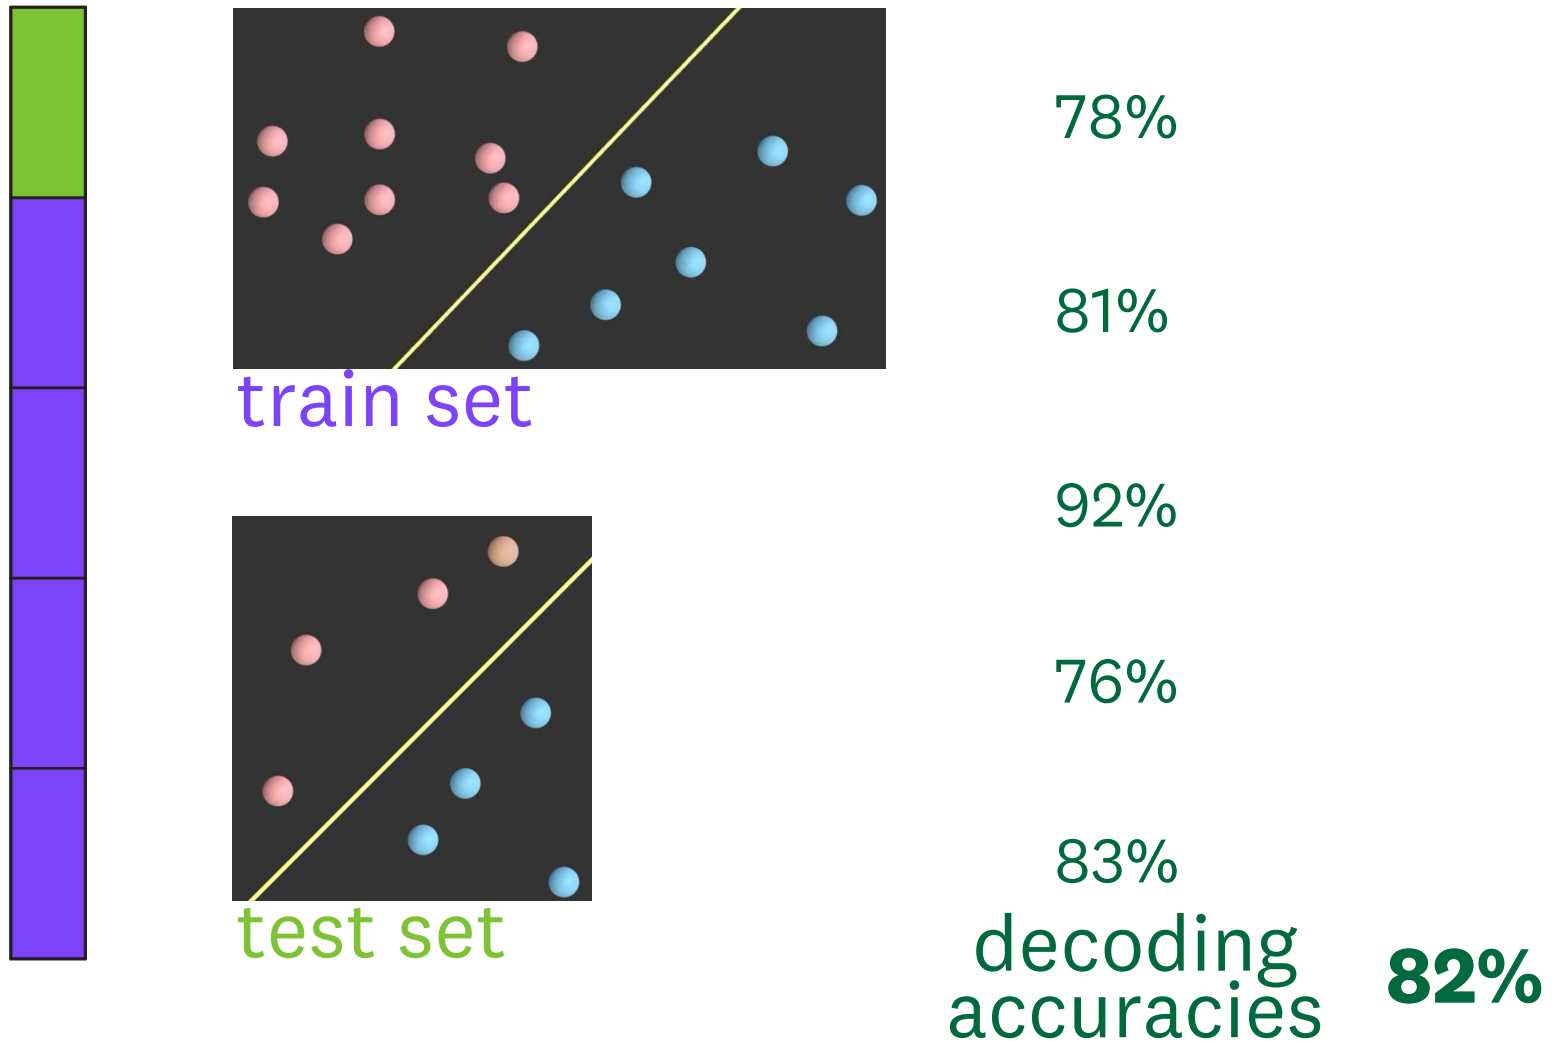 78%
81%
train set
92%
76%
83%
test set
decoding
accuracies
82%